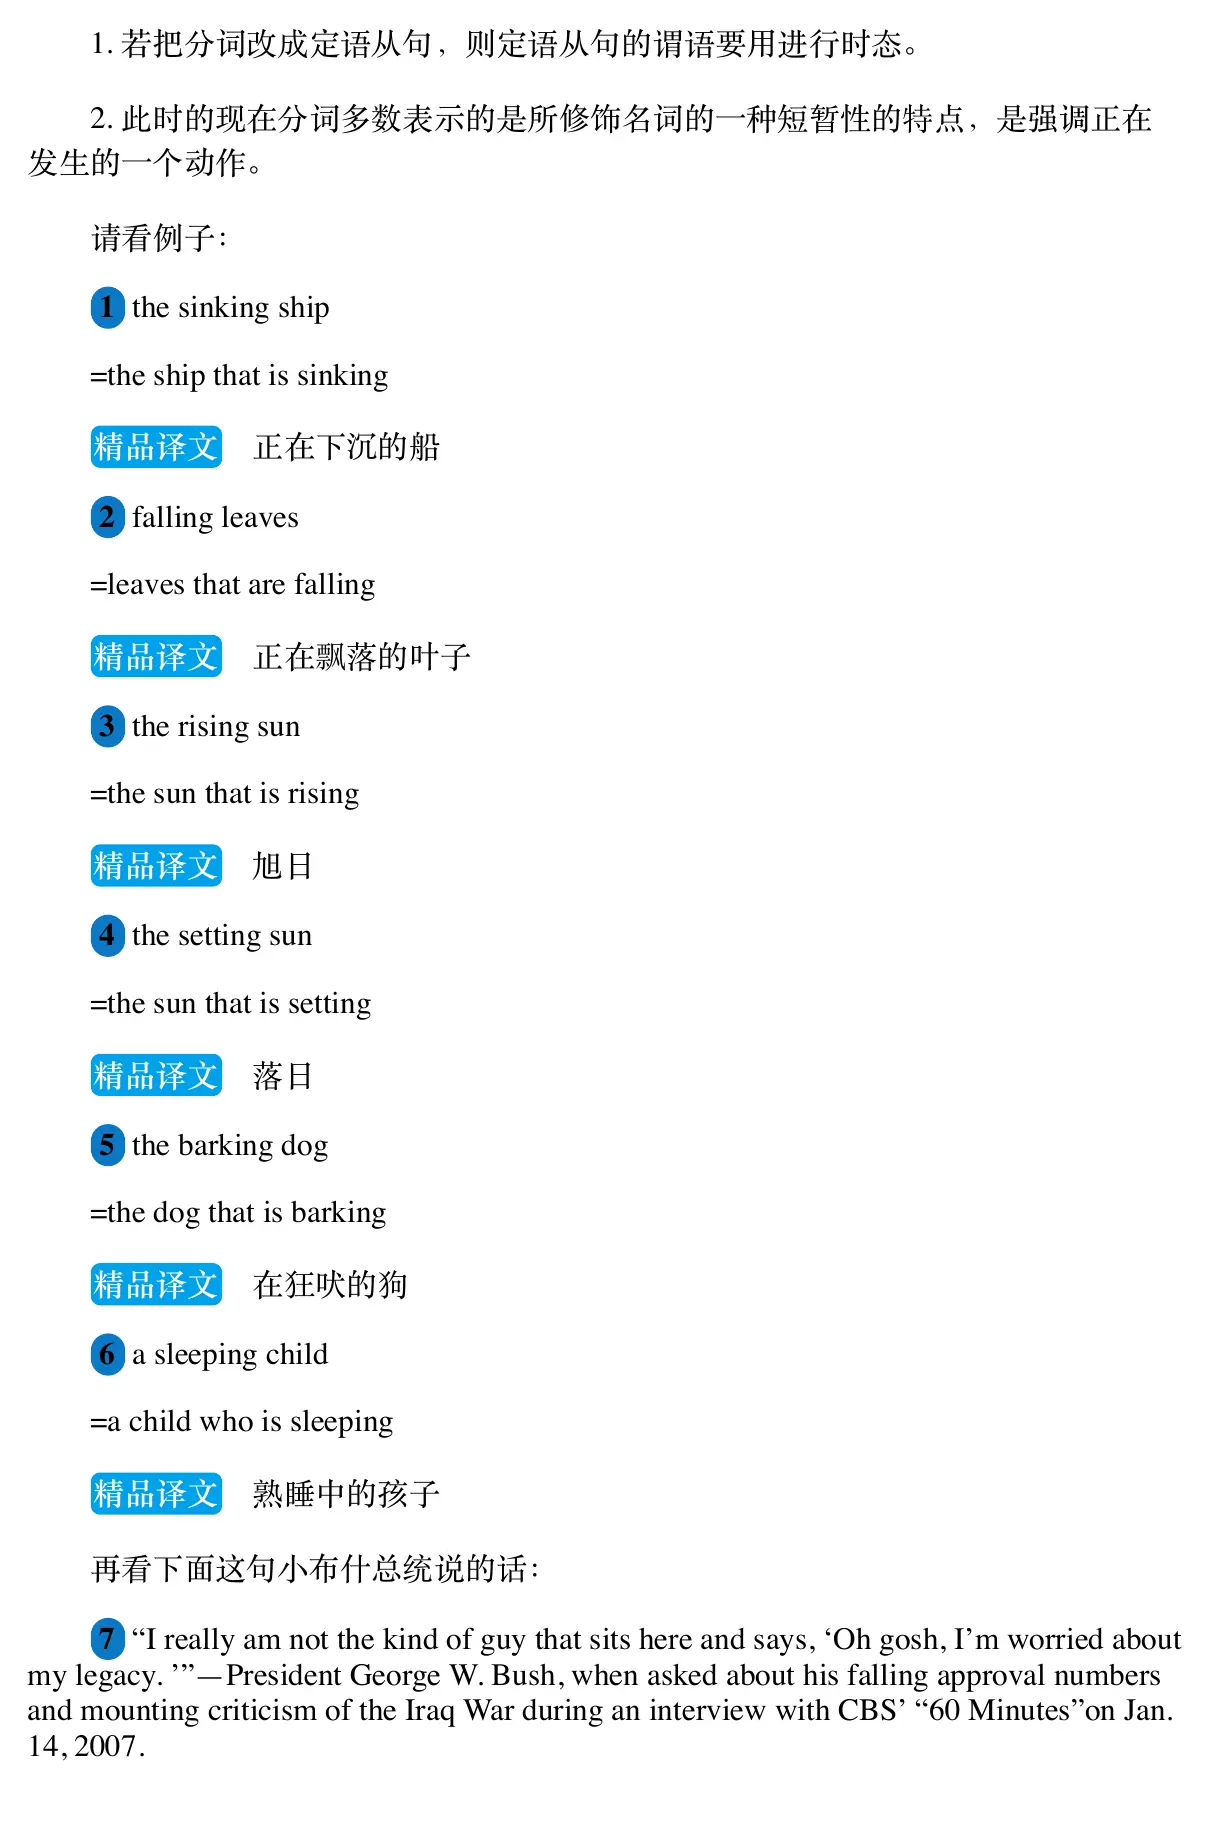 1. 若把分词改成定语从句，则定语从句的谓语要用进行时态。
2. 此时的现在分词多数表示的是所修饰名词的一种短暂性的特点，是强调正在
发生的一个动作。
请看例子：
1 the sinking ship
=the ship that is sinking
精品译文 正在下沉的船
2 falling leaves
=leaves that are falling
精品译文 正在飘落的叶子
3 the rising sun
=the sun that is rising
精品译文 旭日
4 the setting sun
=the sun that is setting
精品译文 落日
5 the barking dog
=the dog that is barking
精品译文 在狂吠的狗
6 a sleeping child
=a child who is sleeping
精品译文 熟睡中的孩子
再看下面这句小布什总统说的话：
7 “I really am not the kind of guy that sits here and says, ‘Oh gosh, I’m worried about
my legacy. ’”—President George W. Bush, when asked about his falling approval numbers
and mounting criticism of the Iraq War during an interview with CBS’ “60 Minutes”on Jan.
14, 2007.